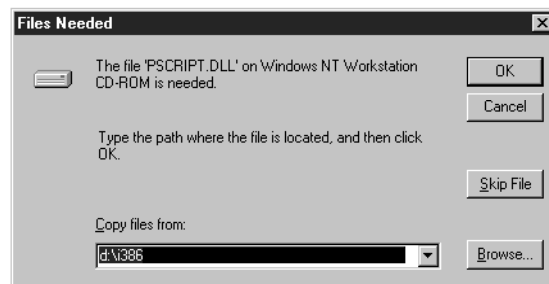 Files Needed
The file 'PSCRIPT.DLL' on Windows NT Workstation
CD-ROM is needed.
OK
Cancel
Type the path where the file is located, and then click
OK.
Skip File
Copy files from:
d:\i386
Browse...